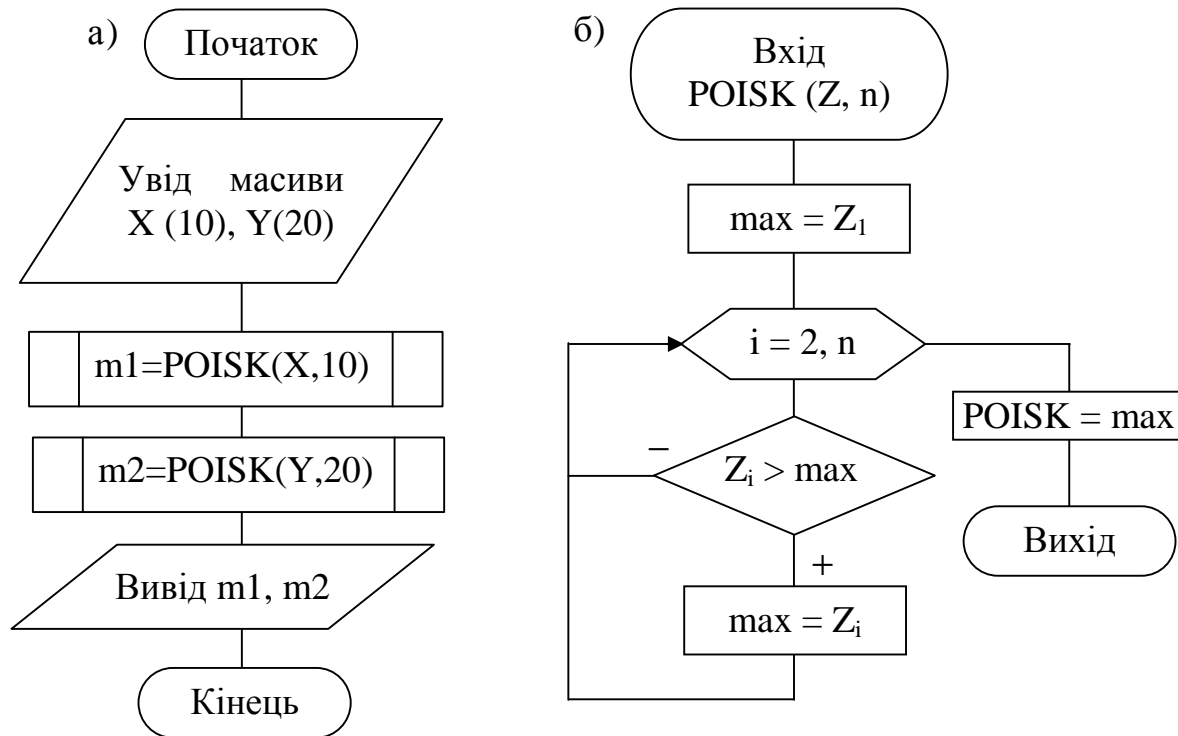 а)
Початок
Увід масиви
X (10), Y(20)
m1=POISK(X,10)
m2=POISK(Y,20)
Вивід m1, m2
Кінець
б)
Вхід
POISK (Z, n)
max = Z₁
i = 2, n
Zᵢ > max
−
+
max = Zᵢ
POISK = max
Вихід